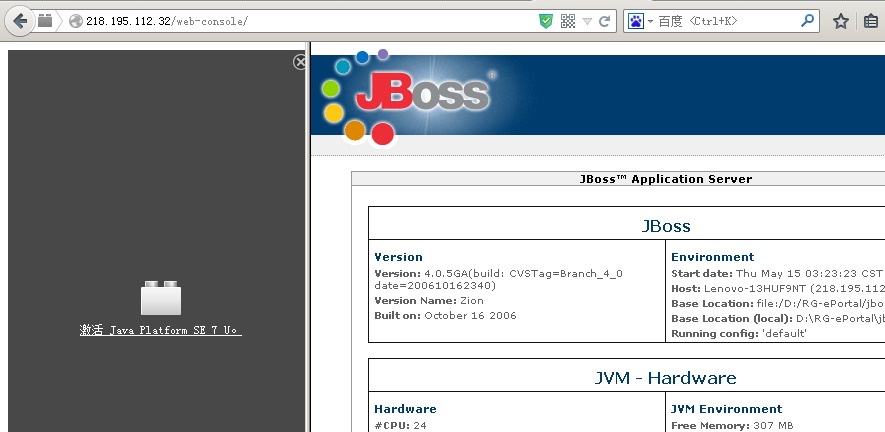 218.195.112.32/web-console/
百度 <Ctrl+K>
JBoss®
JBoss™ Application Server
JBoss
Version
Version: 4.0.5GA(build: CVSTag=Branch_4_0
date=200610162340)
Version Name: Zion
Built on: October 16 2006
Environment
Start date: Thu May 15 03:23:23 CST
Host: Lenovo-13HUF9NT (218.195.112
Base Location: file:/D:/RG-ePortal/jbo
Base Location (local): D:\RG-ePortal\jb
Running config: 'default'
激活 Java Platform SE 7 U。
JVM - Hardware
Hardware
#CPU: 24
JVM Environment
Free Memory: 307 MB